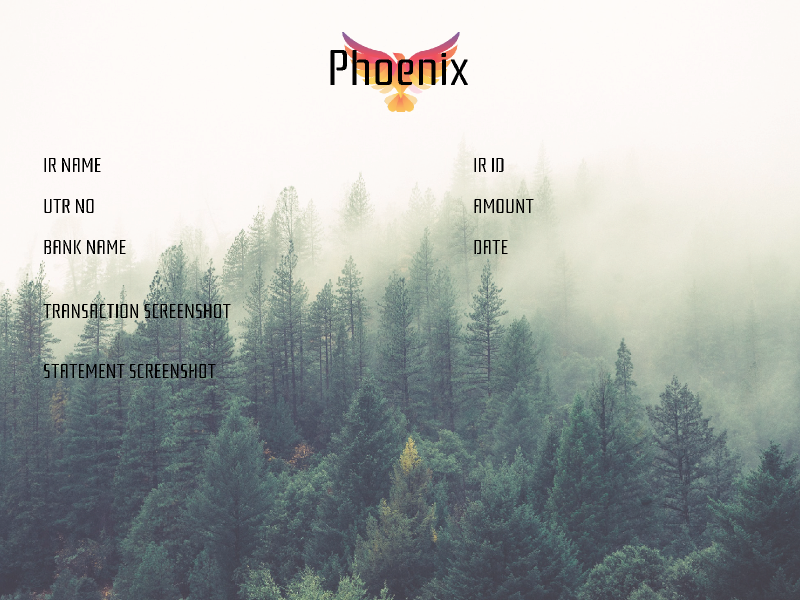 Phoenix
IR NAME
IR ID
UTR NO
AMOUNT
BANK NAME
DATE
TRANSACTION SCREENSHOT
STATEMENT SCREENSHOT